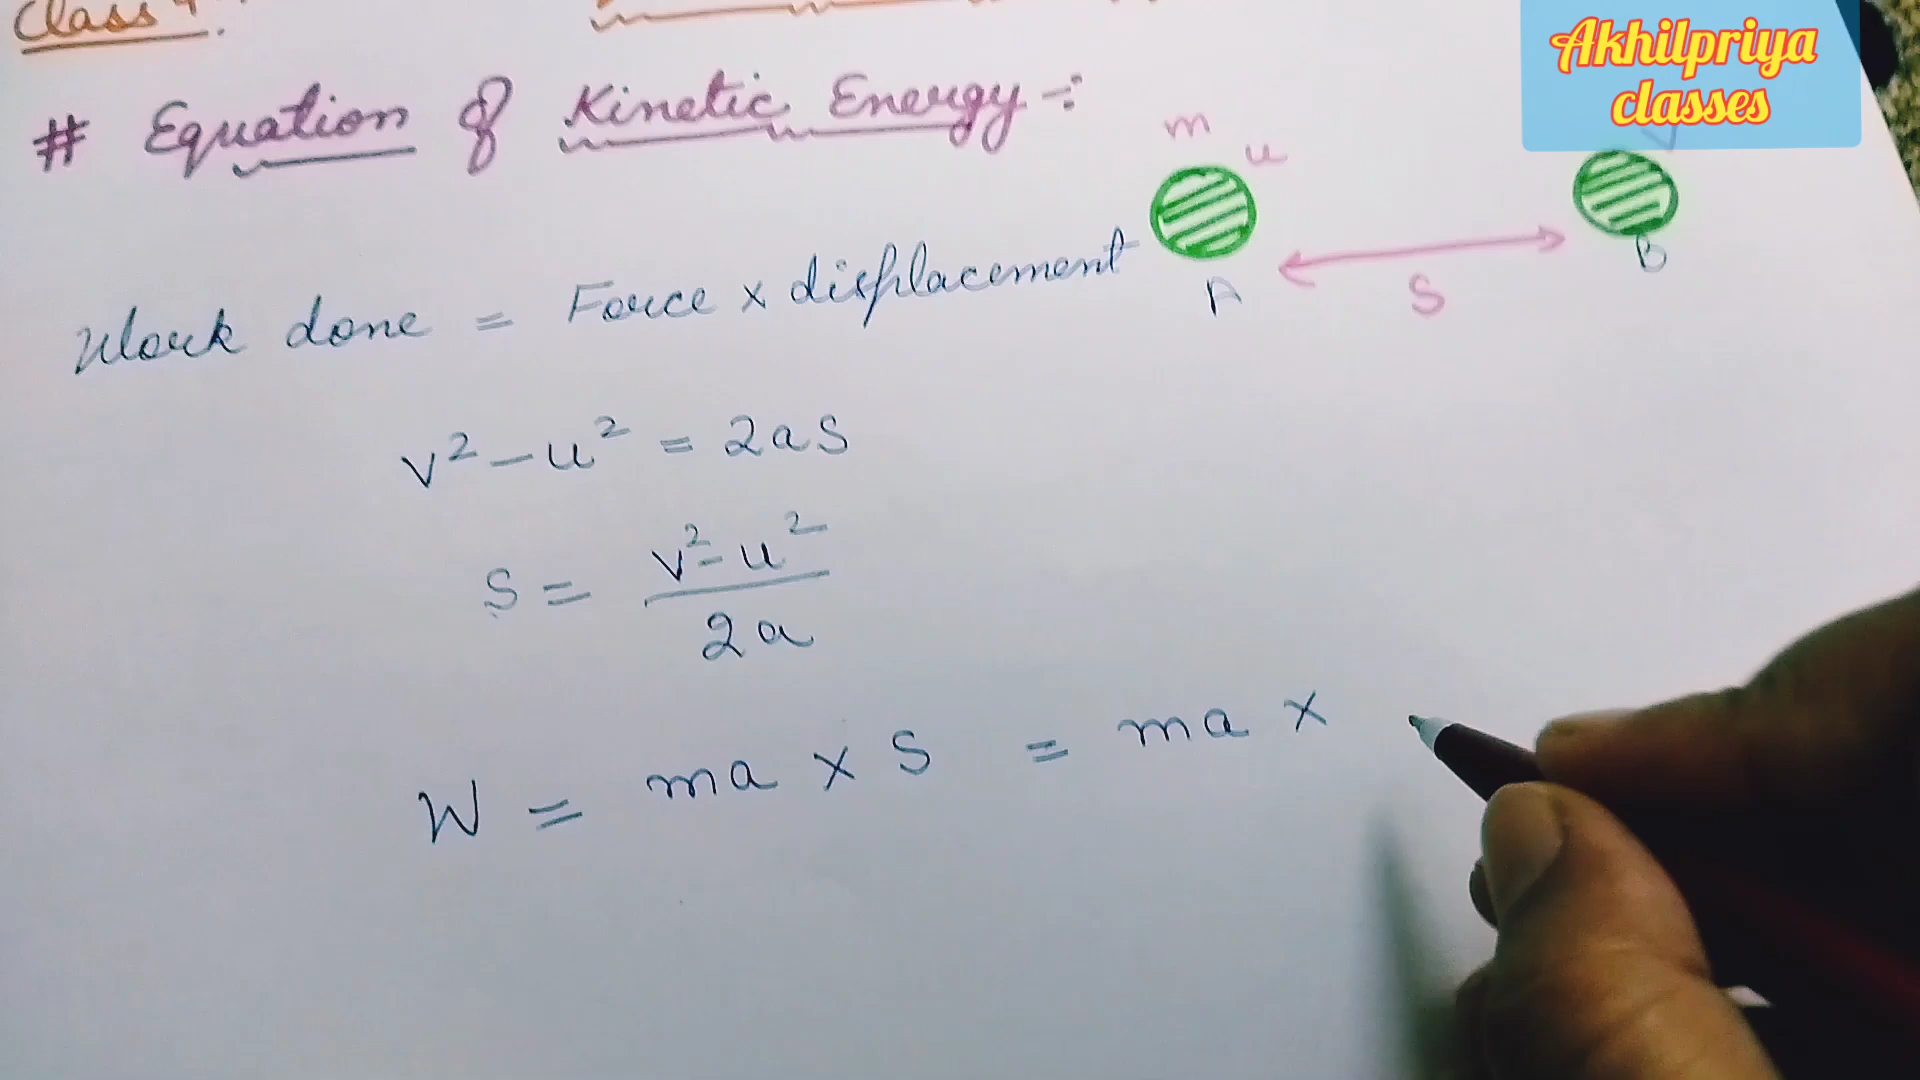 Class 9th
# Equation of Kinetic Energy :-
Akhilpriya
classes
m
u
V
Work done = Force x displacement
A
S
B
v² - u² = 2as
s = v² - u² / 2a
W = ma x s = ma x